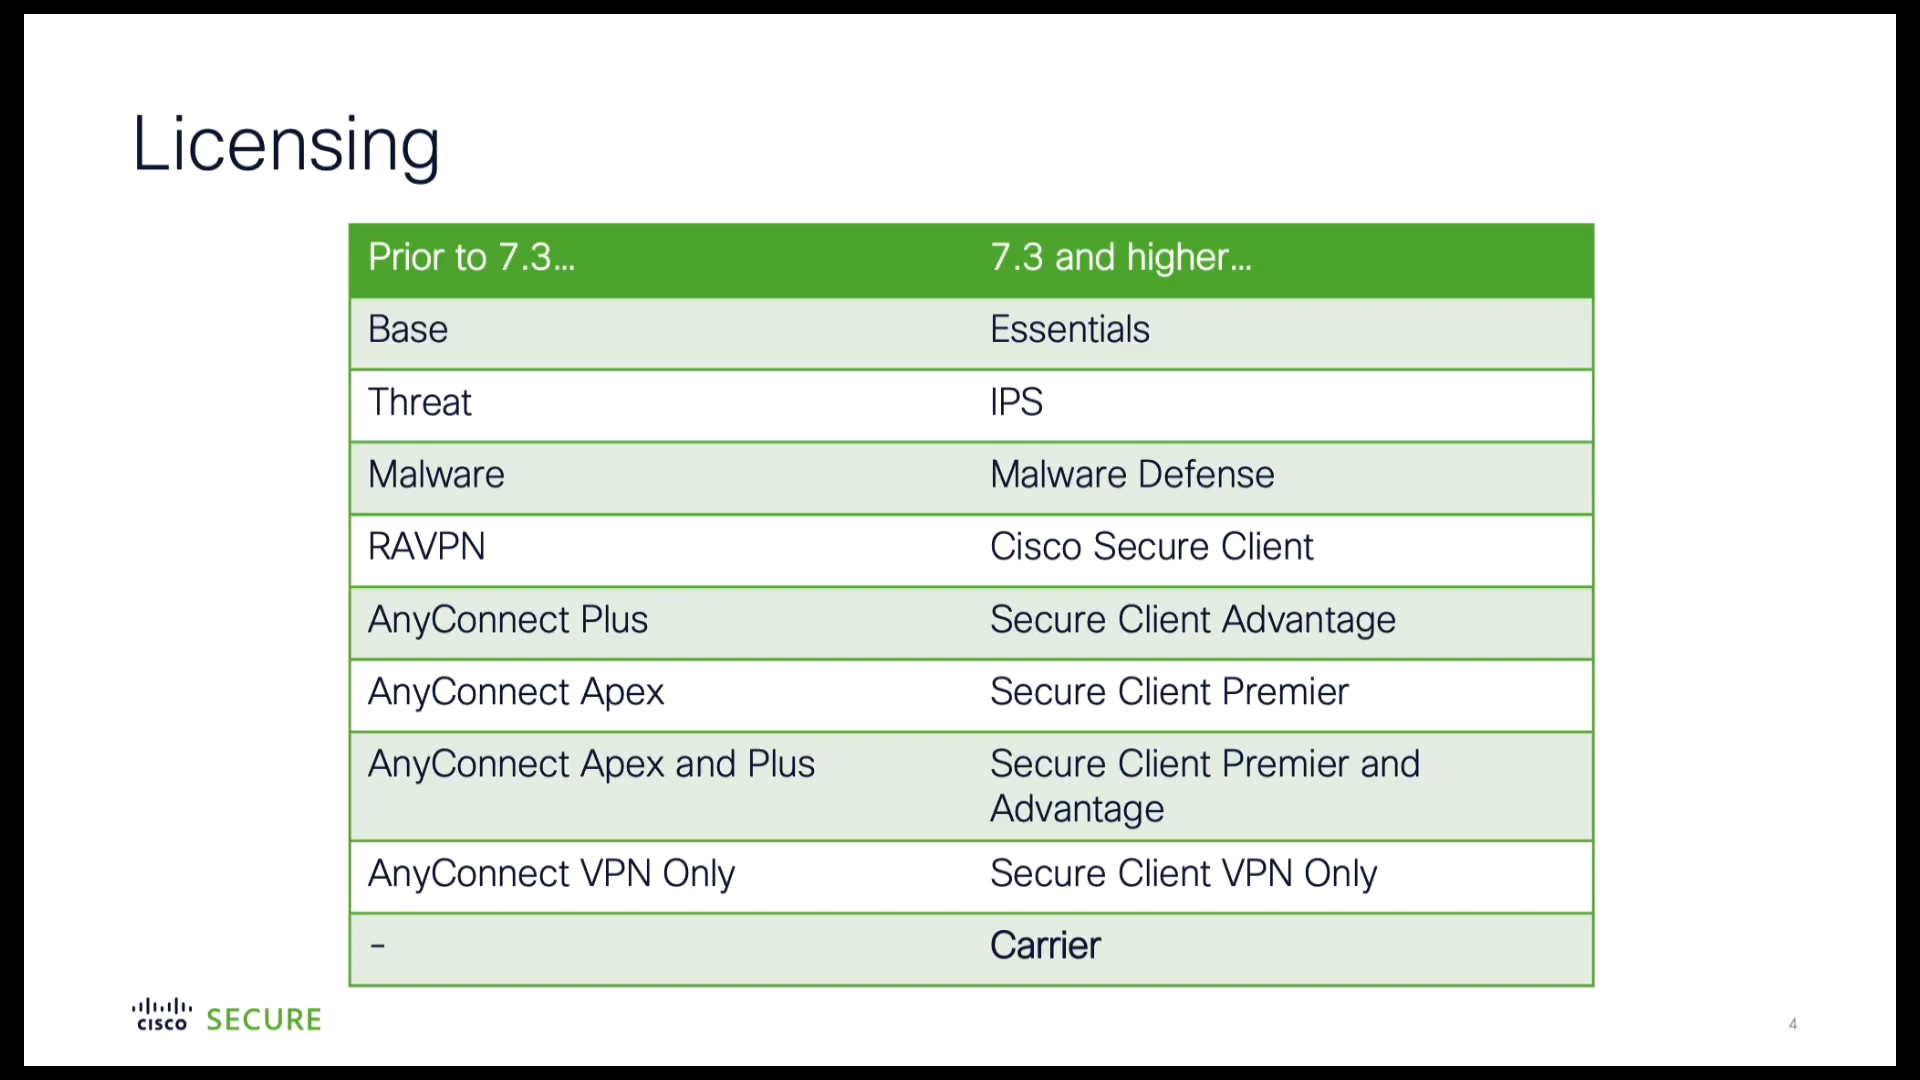 Licensing
Prior to 7.3... 7.3 and higher...
Base Essentials
Threat IPS
Malware Malware Defense
RAVPN Cisco Secure Client
AnyConnect Plus Secure Client Advantage
AnyConnect Apex Secure Client Premier
AnyConnect Apex and Plus Secure Client Premier and
Advantage
AnyConnect VPN Only Secure Client VPN Only
- Carrier
CISCO SECURE
4